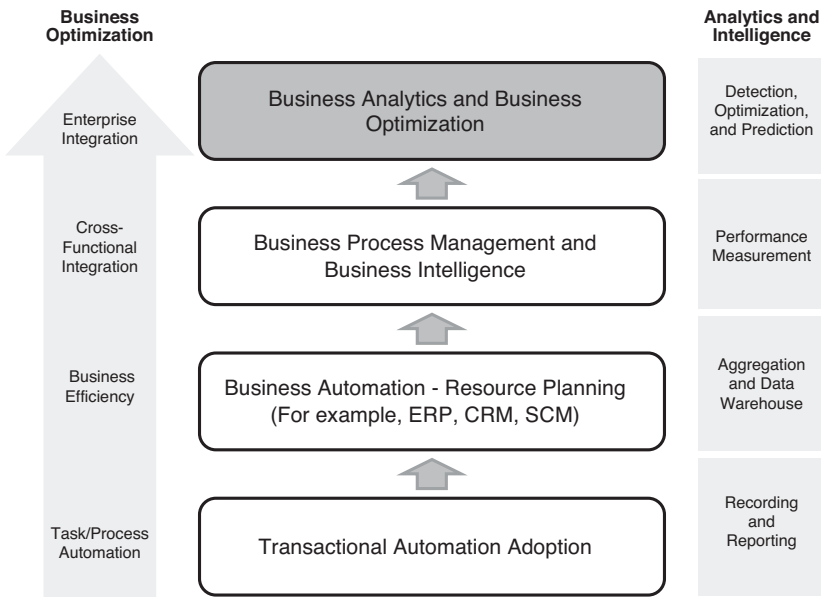 Business
Optimization
Analytics and
Intelligence
Enterprise
Integration
Business Analytics and Business
Optimization
Detection,
Optimization,
and Prediction
Cross-
Functional
Integration
Business Process Management and
Business Intelligence
Performance
Measurement
Business
Efficiency
Business Automation - Resource Planning
(For example, ERP, CRM, SCM)
Aggregation
and Data
Warehouse
Task/Process
Automation
Transactional Automation Adoption
Recording
and
Reporting